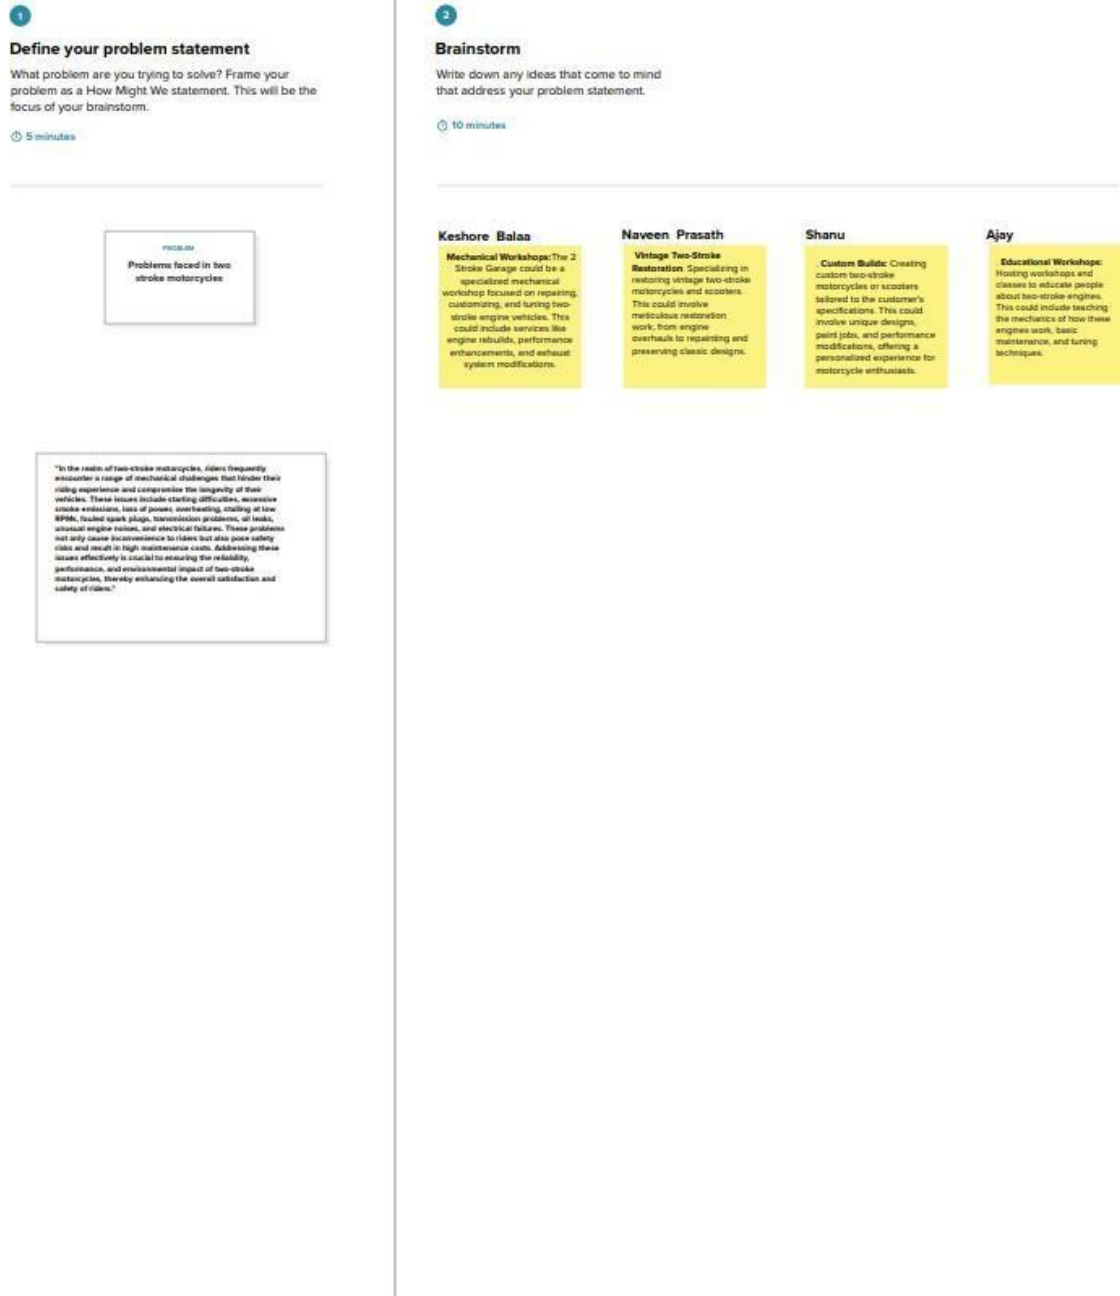 1
Define your problem statement
What problem are you trying to solve? Frame your
problem as a How Might We statement. This will be the
focus of your brainstorm.
5 minutes
PROBLEM
Problems faced in two
stroke motorcycles
"In the realm of two-stroke motorcycles, riders frequently
encounter a range of mechanical challenges that hinder their
riding experience and compromise the longevity of their
vehicles. These issues include starting difficulties, excessive
smoke emissions, loss of power, overheating, stalling at low
RPMs, fouled spark plugs, transmission problems, oil leaks,
unusual engine noises, and electrical failures. These problems
not only cause inconvenience to riders but also pose safety
risks and result in high maintenance costs. Addressing these
issues effectively is crucial to ensuring the reliability,
performance, and environmental impact of two-stroke
motorcycles, thereby enhancing the overall satisfaction and
safety of riders."
2
Brainstorm
Write down any ideas that come to mind
that address your problem statement.
10 minutes
Keshore Balaa
Mechanical Workshops:The 2
Stroke Garage could be a
specialized mechanical
workshop focused on repairing,
customizing, and tuning two-
stroke engine vehicles. This
could include services like
engine rebuilds, performance
enhancements, and exhaust
system modifications.
Naveen Prasath
Vintage Two-Stroke
Restoration: Specializing in
restoring vintage two-stroke
motorcycles and scooters.
This could involve
meticulous restoration
work, from engine
overhauls to repainting and
preserving classic designs.
Shanu
. Custom Builds: Creating
custom two-stroke
motorcycles or scooters
tailored to the customer's
specifications. This could
involve unique designs,
paint jobs, and performance
modifications, offering a
personalized experience for
motorcycle enthusiasts.
Ajay
. Educational Workshops:
Hosting workshops and
classes to educate people
about two-stroke engines.
This could include teaching
the mechanics of how these
engines work, basic
maintenance, and tuning
techniques.